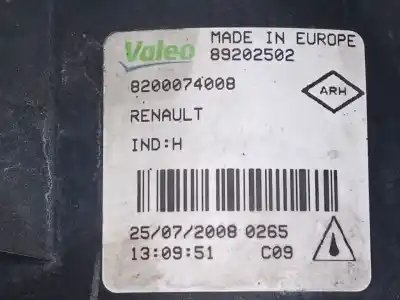 Valeo MADE IN EUROPE
89202502
8200074008
ARH
RENAULT
IND:H
25/07/2008 0265
13:09:51 C09